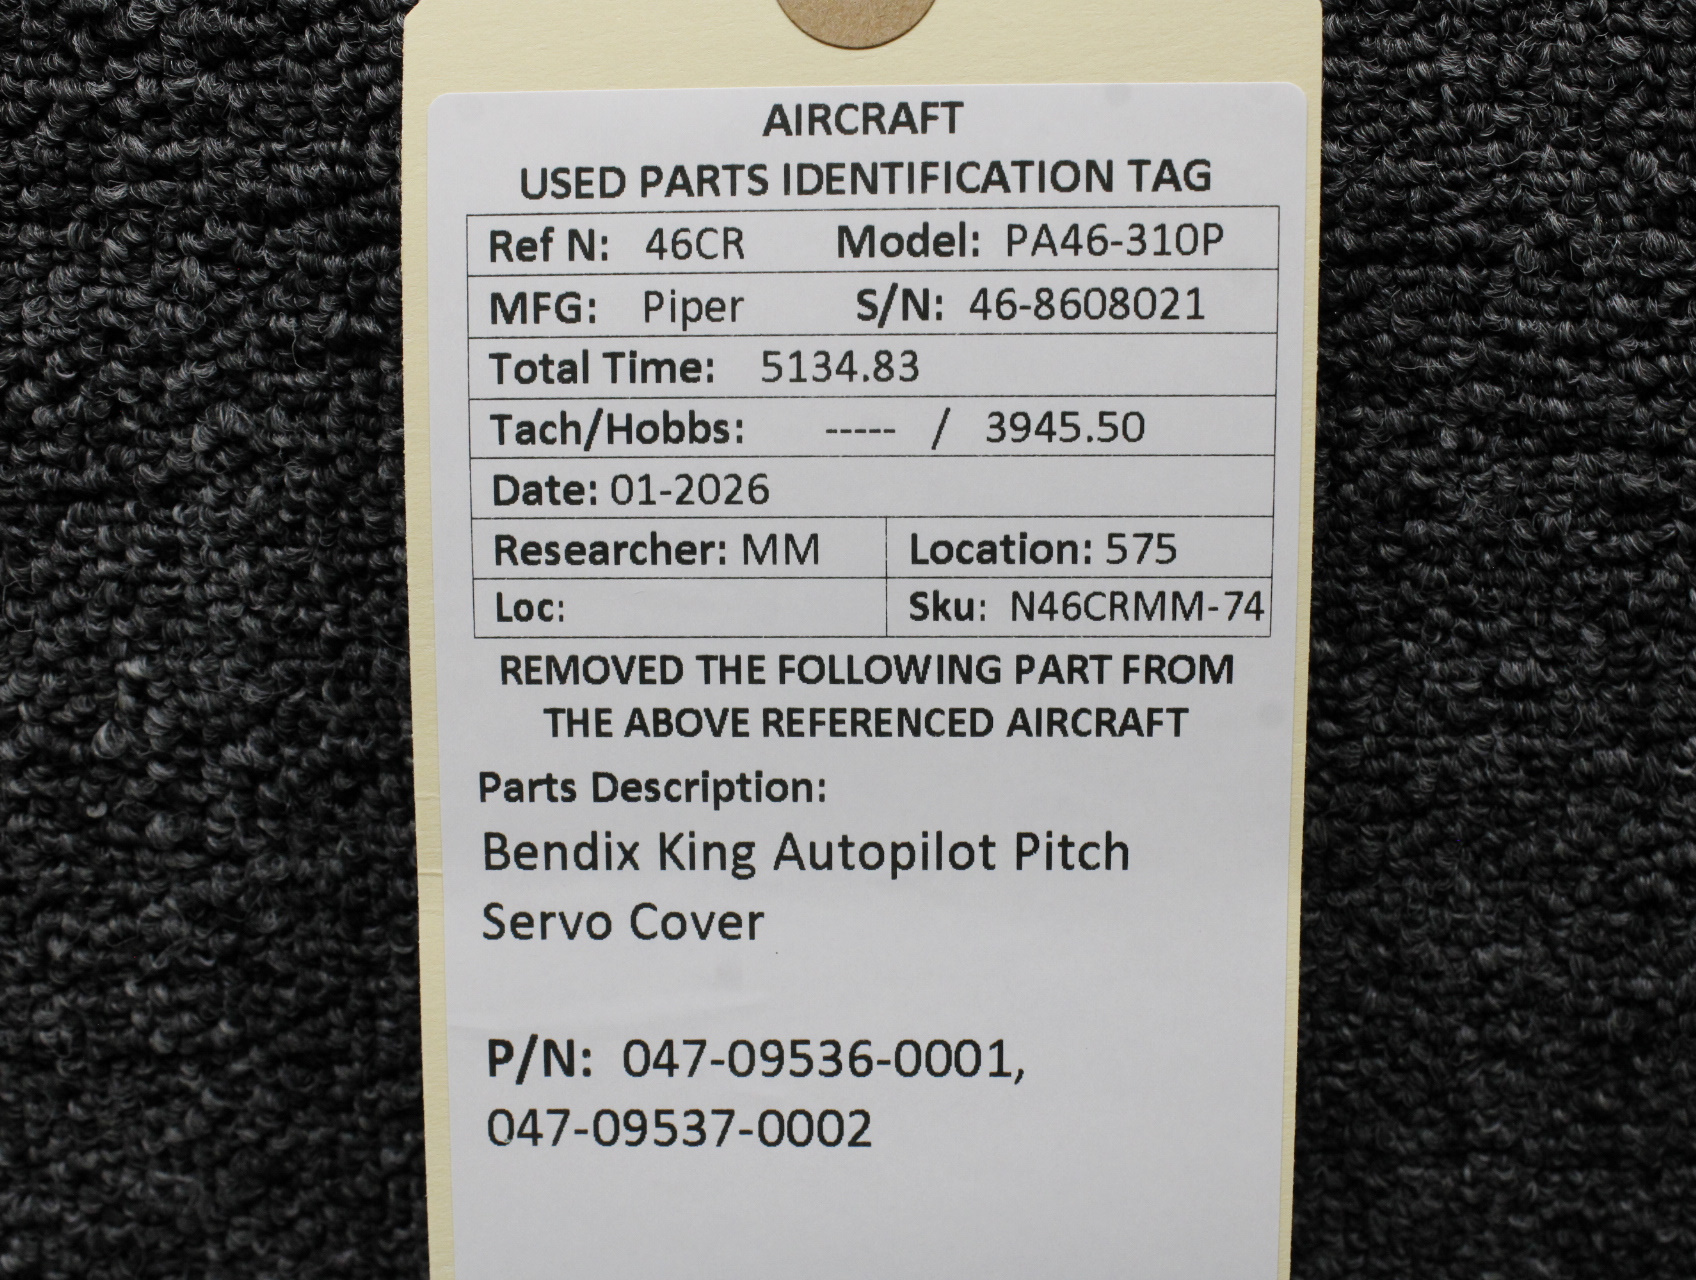 AIRCRAFT
USED PARTS IDENTIFICATION TAG
Ref N: 46CR Model: PA46-310P
MFG: Piper S/N: 46-8608021
Total Time: 5134.83
Tach/Hobbs: ----- / 3945.50
Date: 01-2026
Researcher: MM Location: 575
Loc: Sku: N46CRMM-74
REMOVED THE FOLLOWING PART FROM
THE ABOVE REFERENCED AIRCRAFT
Parts Description:
Bendix King Autopilot Pitch
Servo Cover
P/N: 047-09536-0001,
047-09537-0002